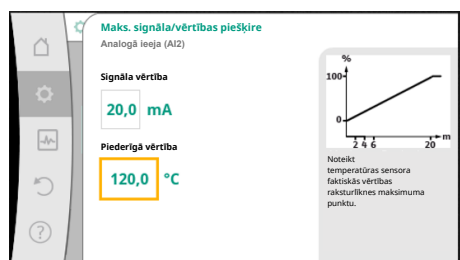 Maks. signāla/vērtības piešķire
Analogā ieeja (AI2)
Signāla vērtība
20,0 mA
Piederīgā vērtība
120,0 °C
%
100
0
2 4 6 20
m
Noteikt
temperatūras sensora
faktiskās vērtības
raksturlīknes maksimuma
punktu.
?